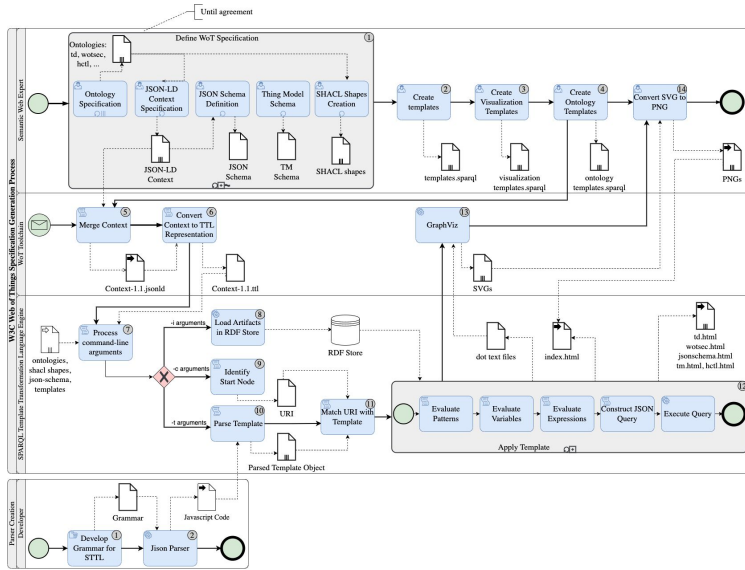 Until agreement
W3C Web of Things Specification Generation Process
Semantic Web Expert
Define WoT Specification
1
Ontologies:
td, wotsec,
hctl, ...
Ontology
Specification
JSON-LD
Context
Specification
JSON Schema
Definition
Thing Model
Schema
SHACL Shapes
Creation
JSON-LD
Context
JSON
Schema
TM
Schema
SHACL shapes
2
Create
templates
3
Create
Visualization
Templates
4
Create
Ontology
Templates
14
Convert SVG to
PNG
templates.sparql
visualization
templates.sparql
ontology
templates.sparql
PNGs
WoT Toolchain
5
Merge Context
6
Convert
Context to TTL
Representation
13
GraphViz
Context-1.1.jsonld
Context-1.1.ttl
SVGs
SPARQL Template Transformation Language Engine
ontologies,
shacl shapes,
json-schema,
templates
7
Process
command-line
arguments
-i arguments
-c arguments
-t arguments
8
Load Artifacts
in RDF Store
RDF Store
9
Identify
Start Node
URI
10
Parse Template
Parsed Template Object
11
Match URI with
Template
dot text files
index.html
td.html
wotsec.html
jsonschema.html
tm.html, hctl.html
12
Evaluate
Patterns
Evaluate
Variables
Evaluate
Expressions
Construct JSON
Query
Execute Query
Apply Template
Parser Creation
Developer
Grammar
Javascript Code
1
Develop
Grammar for
STTL
2
Jison Parser